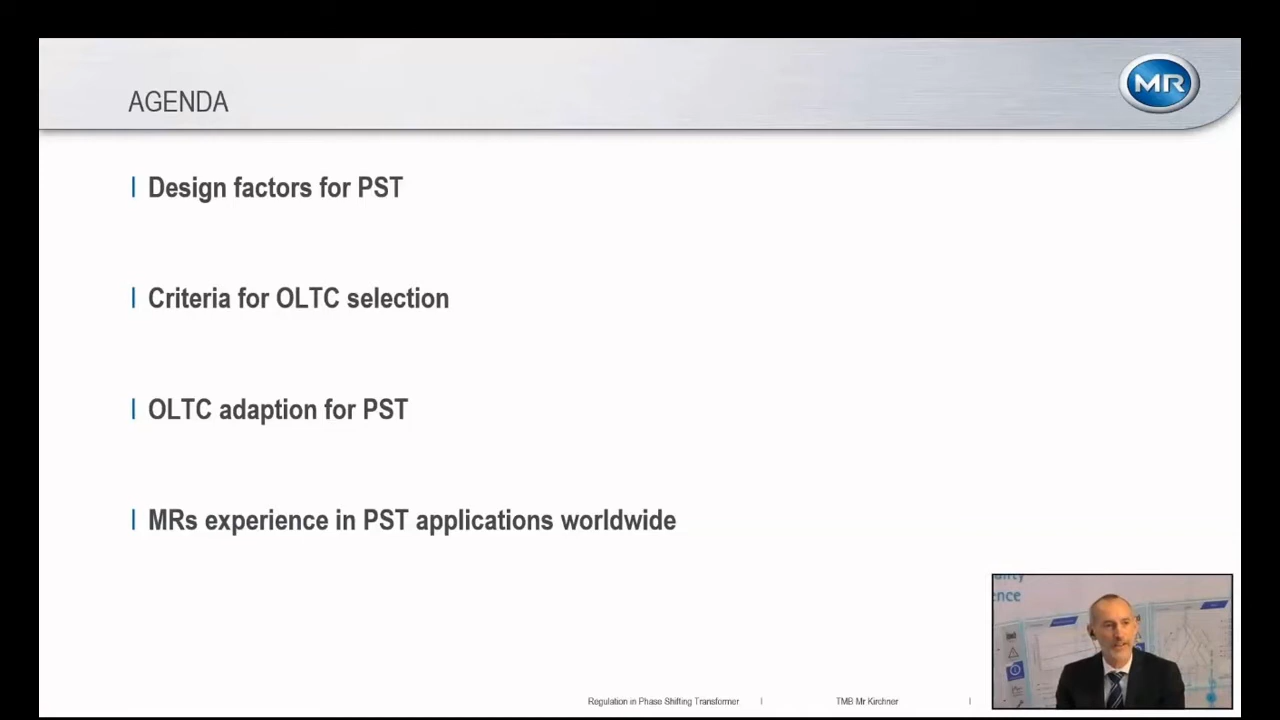 AGENDA
MR
| Design factors for PST
| Criteria for OLTC selection
| OLTC adaption for PST
| MRs experience in PST applications worldwide
ence
Regulation in Phase Shifting Transformer | TMB Mr Kirchner |